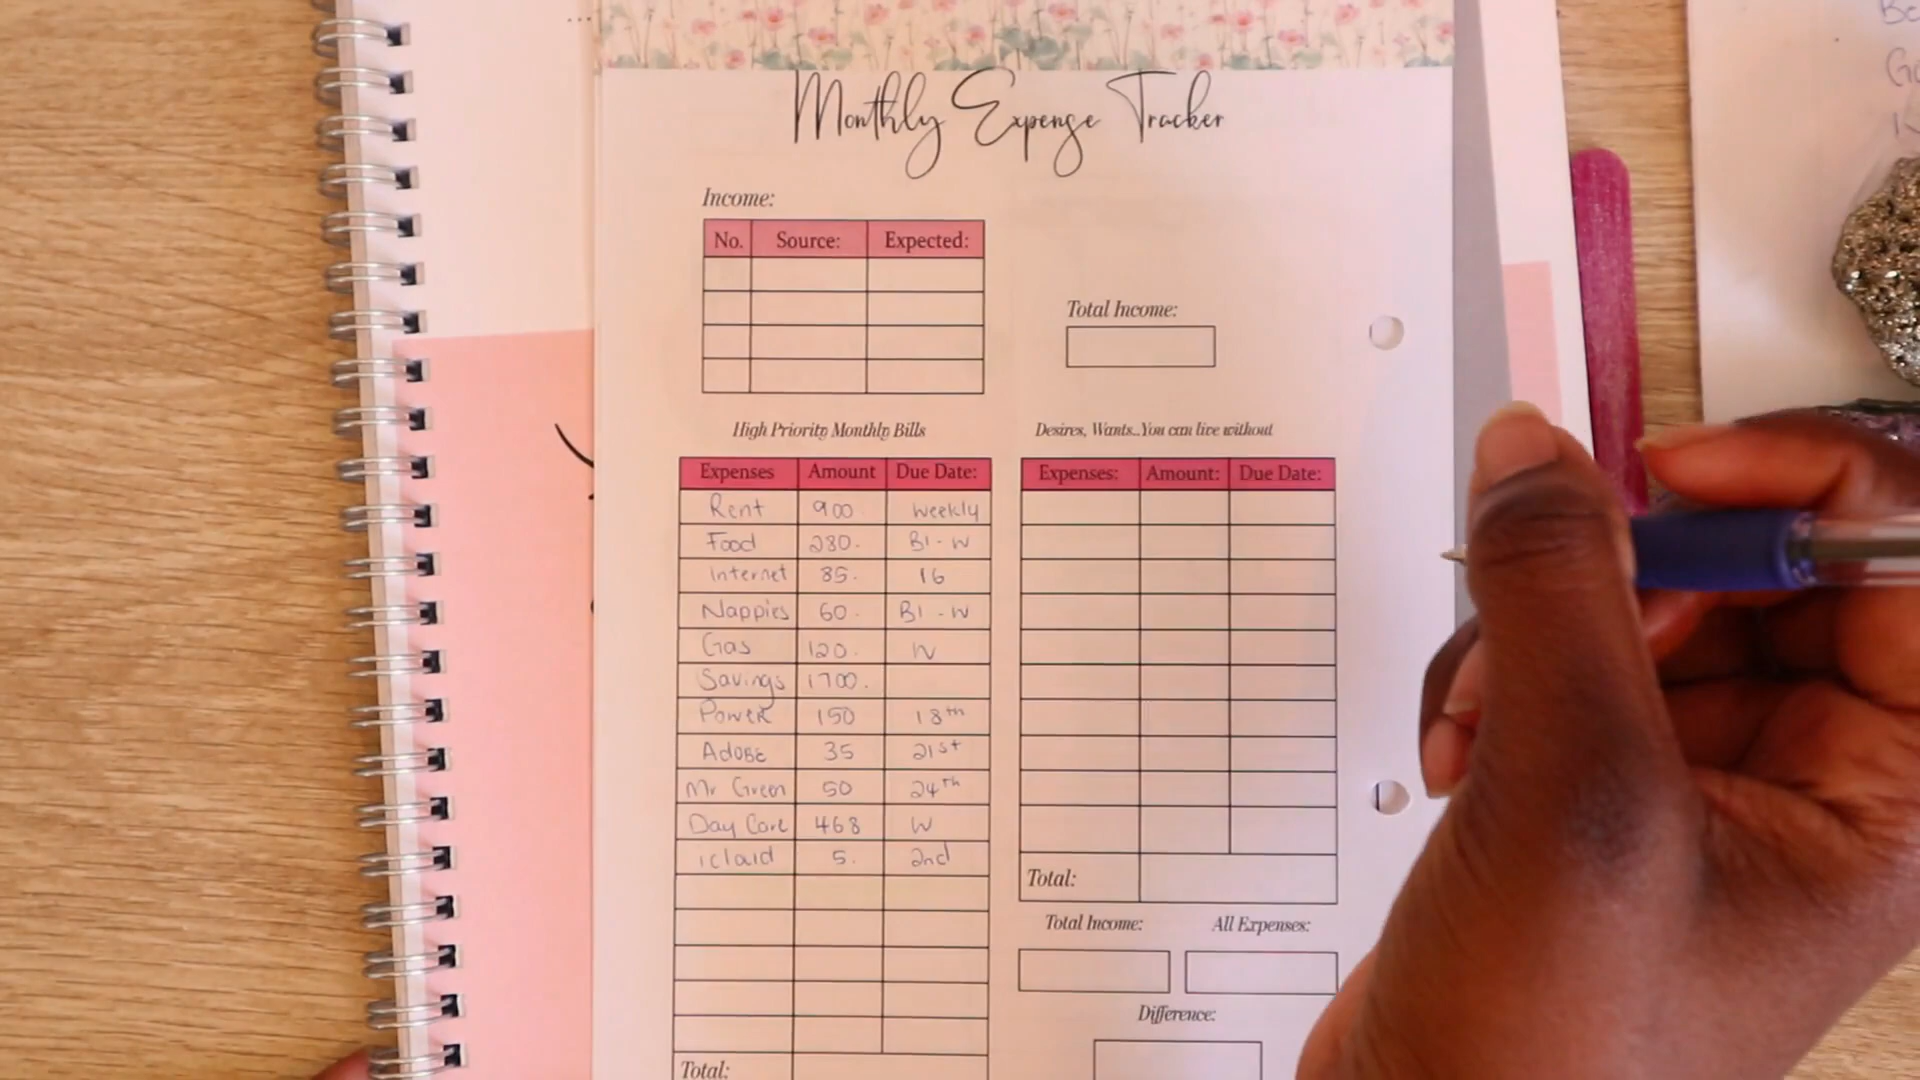 Monthly Expense Tracker
Income:
No. Source: Expected:
Total Income:
High Priority Monthly Bills
Expenses Amount Due Date:
Rent 900 weekly
Food 280. BI-W
Internet 85. 16
Nappies 60. BI-W
Gas 120. W
Savings 1700.
Power 150 18th
Adobe 35 21st
Mr Green 50 24th
Day Care 468 W
iclaid 5. 2nd
Total:
Desires, Wants...You can live without
Expenses: Amount: Due Date:
Total:
Total Income: All Expenses:
Difference: